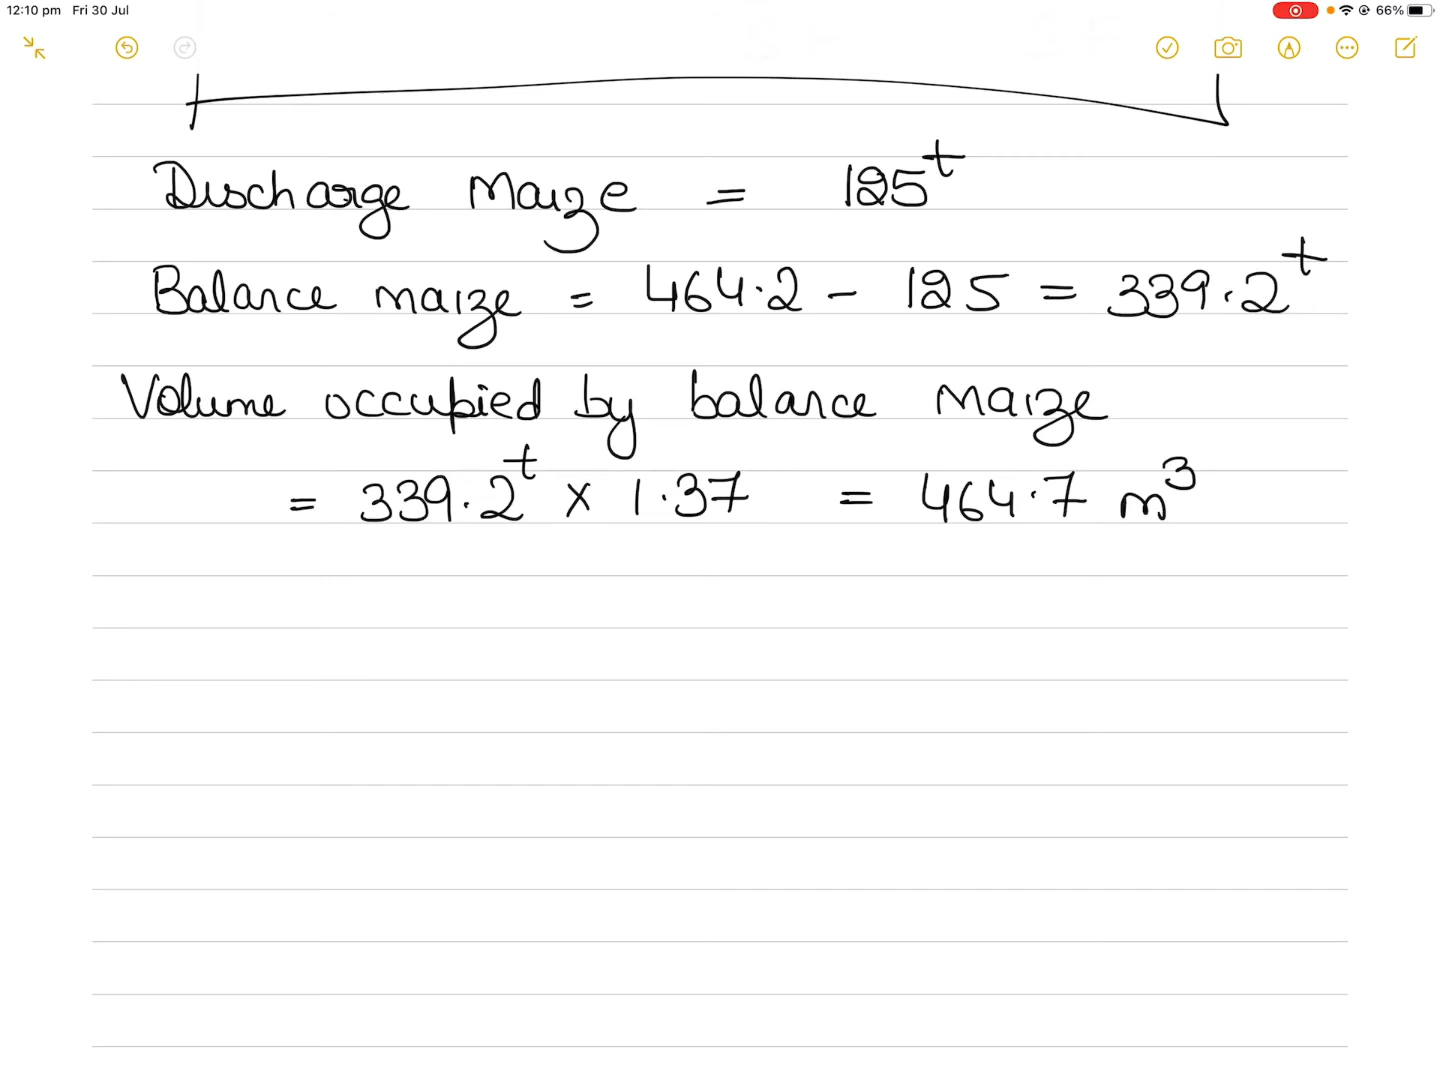 12:10 pm Fri 30 Jul 66%
Discharge Maize = 125t
Balance maize = 464.2 - 125 = 339.2t
Volume occupied by balance Maize
= 339.2t x 1.37 = 464.7 m³